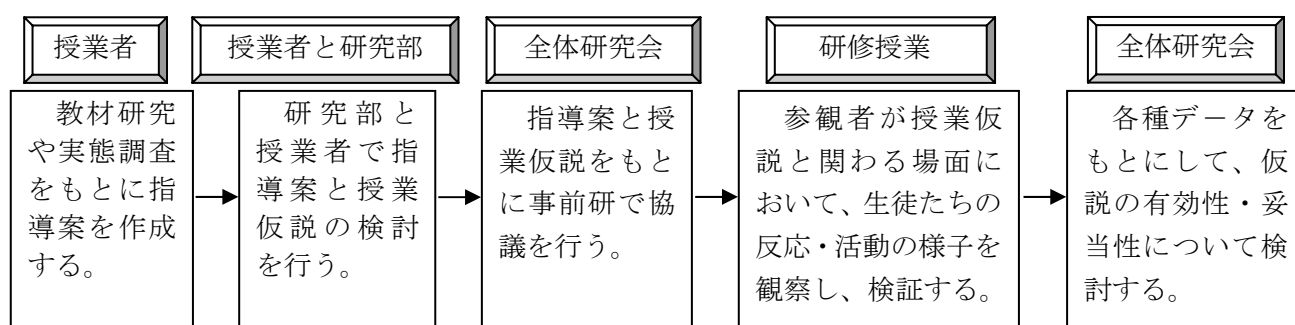 授業者
授業者と研究部
全体研究会
研修授業
全体研究会
教材研究
や実態調査
をもとに指
導案を作成
する。
研究部と
授業者で指
導案と授業
仮説の検討
を行う。
指導案と授
業仮説をもと
に事前研で協
議を行う。
参観者が授業仮
説と関わる場面に
おいて、生徒たちの
反応・活動の様子を
観察し、検証する。
各種データを
もとにして、仮
説の有効性・妥
当性について検
討する。